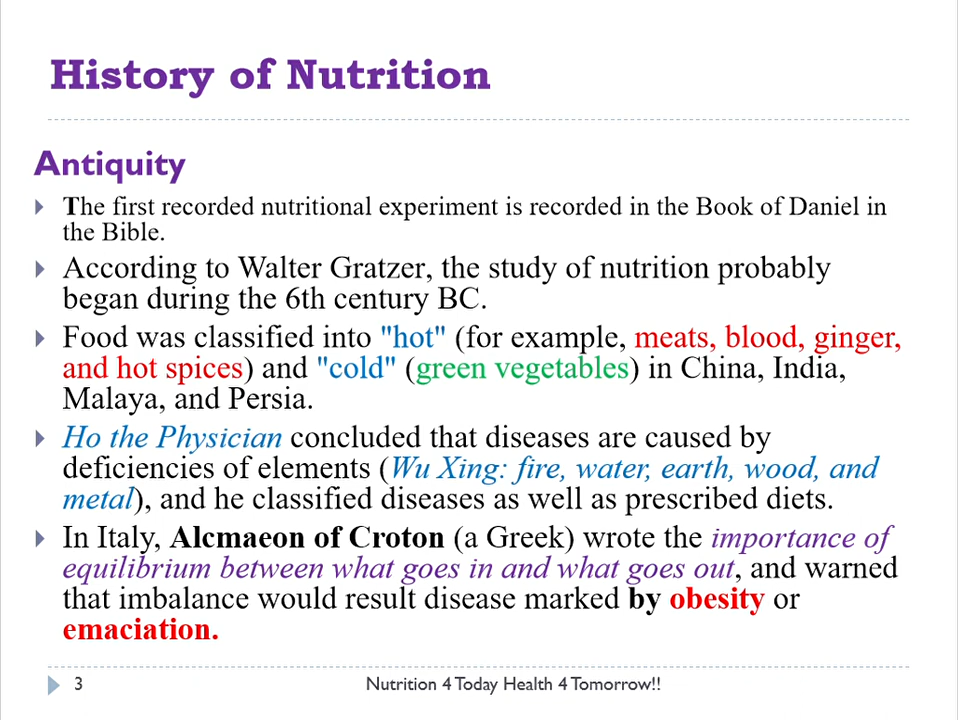 History of Nutrition
Antiquity
The first recorded nutritional experiment is recorded in the Book of Daniel in
the Bible.
According to Walter Gratzer, the study of nutrition probably
began during the 6th century BC.
Food was classified into "hot" (for example, meats, blood, ginger,
and hot spices) and "cold" (green vegetables) in China, India,
Malaya, and Persia.
Ho the Physician concluded that diseases are caused by
deficiencies of elements (Wu Xing: fire, water, earth, wood, and
metal), and he classified diseases as well as prescribed diets.
In Italy, Alcmaeon of Croton (a Greek) wrote the importance of
equilibrium between what goes in and what goes out, and warned
that imbalance would result disease marked by obesity or
emaciation.
3 Nutrition 4 Today Health 4 Tomorrow!!